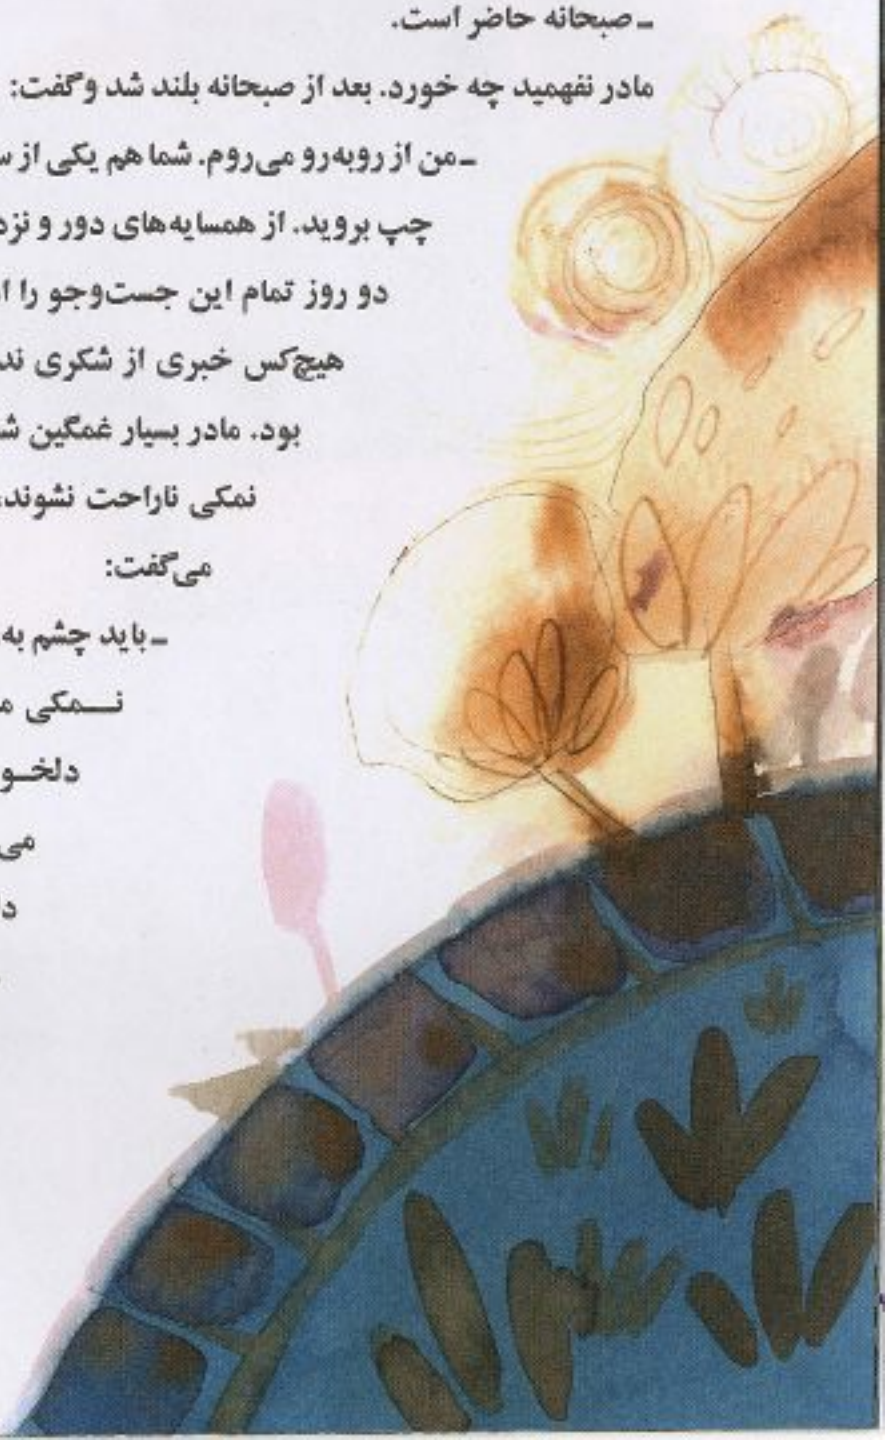 ـ صبحانه حاضر است.
مادر نفهمید چه خورد. بعد از صبحانه بلند شد و گفت:
ـ من از روبه‌رو می‌روم. شما هم یکی از
چپ بروید. از همسایه‌های دور و
دو روز تمام این جست‌وجو را
هیچ‌کس خبری از شکری
بود. مادر بسیار غمگین
نمکی ناراحت نشوند،
می‌گفت:
ـ باید چشم به
نــمکی